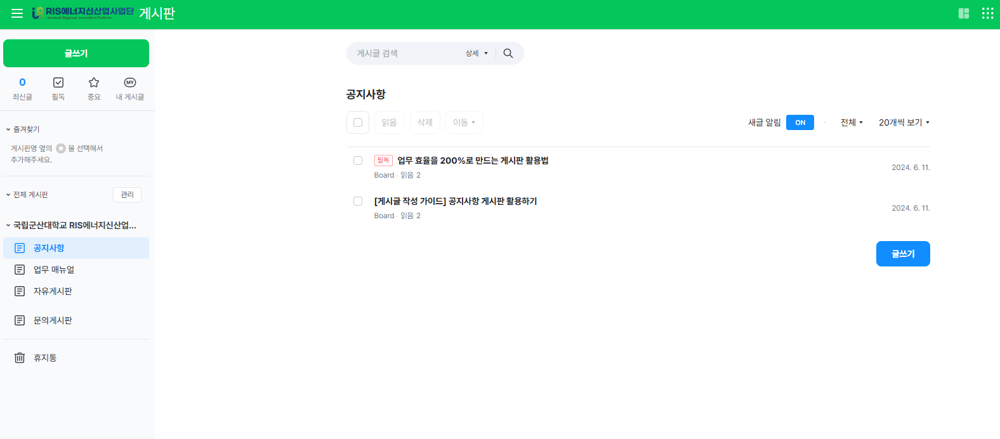 RIS에너지신산업사업단 게시판
Jeonbuk Regional Innovation Platform
글쓰기
0
최신글
필독
중요
MY
내 게시글
즐겨찾기
게시판명 옆의 을 선택해서
추가해주세요.
전체 게시판
관리
국립군산대학교 RIS에너지신산업...
공지사항
업무 매뉴얼
자유게시판
문의게시판
휴지통
게시글 검색
상세
공지사항
읽음
삭제
이동
새글 알림
ON
전체
20개씩 보기
필독 업무 효율을 200%로 만드는 게시판 활용법
Board · 읽음 2
2024. 6. 11.
[게시글 작성 가이드] 공지사항 게시판 활용하기
Board · 읽음 2
2024. 6. 11.
글쓰기